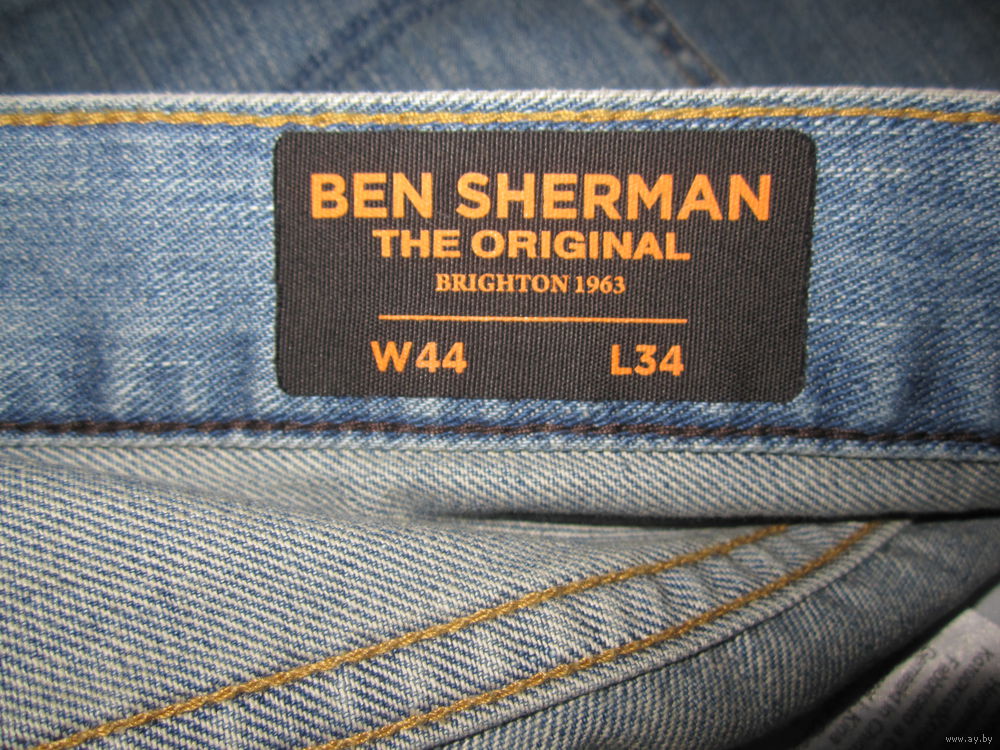 BEN SHERMAN
THE ORIGINAL
BRIGHTON 1963
W44 L34
www.ay.by